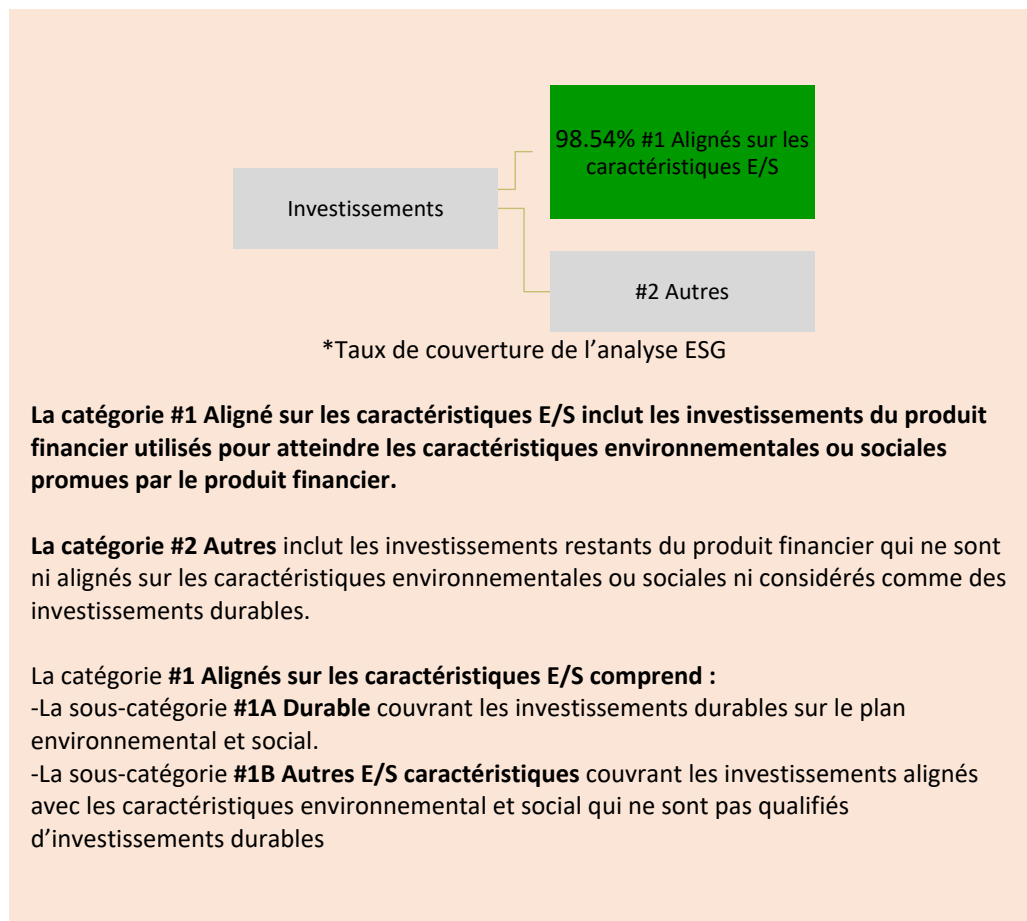 98.54% #1 Alignés sur les
caractéristiques E/S
Investissements
#2 Autres
*Taux de couverture de l’analyse ESG
La catégorie #1 Aligné sur les caractéristiques E/S inclut les investissements du produit
financier utilisés pour atteindre les caractéristiques environnementales ou sociales
promues par le produit financier.
La catégorie #2 Autres inclut les investissements restants du produit financier qui ne sont
ni alignés sur les caractéristiques environnementales ou sociales ni considérés comme des
investissements durables.
La catégorie #1 Alignés sur les caractéristiques E/S comprend :
-La sous-catégorie #1A Durable couvrant les investissements durables sur le plan
environnemental et social.
-La sous-catégorie #1B Autres E/S caractéristiques couvrant les investissements alignés
avec les caractéristiques environnemental et social qui ne sont pas qualifiés
d’investissements durables